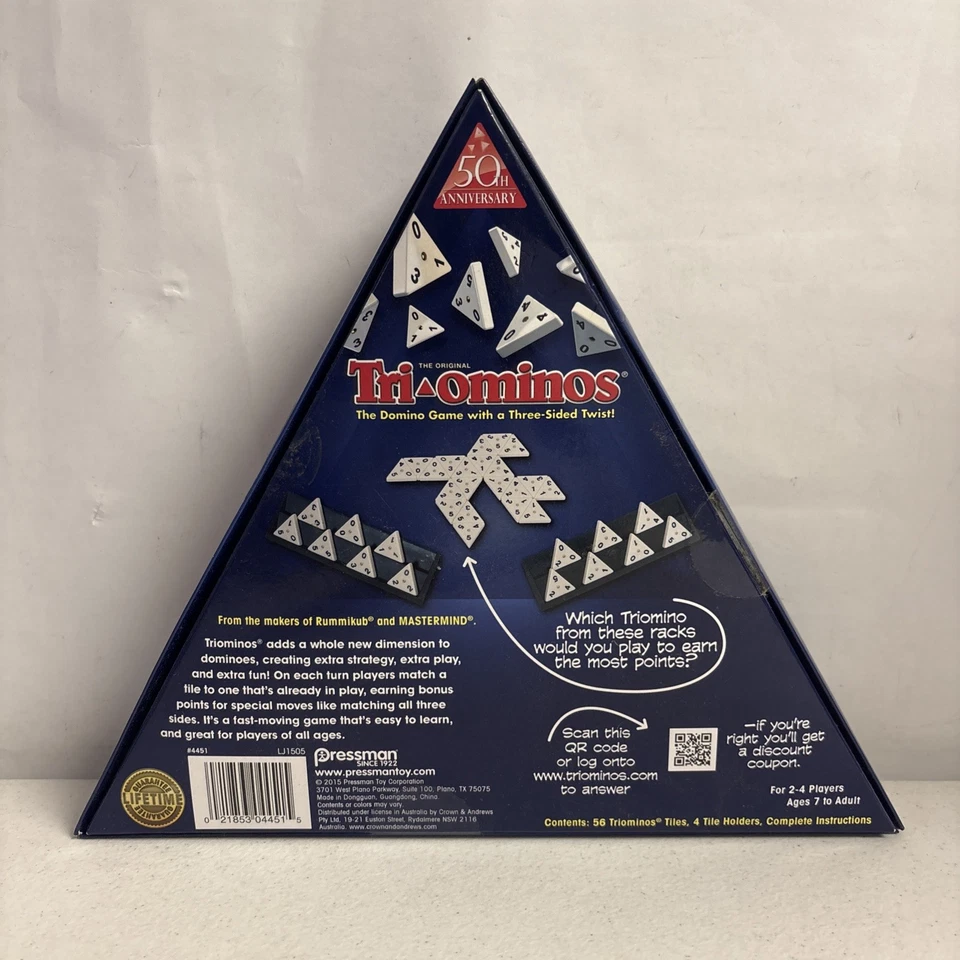 50TH
ANNIVERSARY
THE ORIGINAL
Tri▲ominos®
The Domino Game with a Three-Sided Twist!
From the makers of Rummikub® and MASTERMIND®.
Triominos® adds a whole new dimension to
dominoes, creating extra strategy, extra play,
and extra fun! On each turn players match a
tile to one that's already in play, earning bonus
points for special moves like matching all three
sides. It's a fast-moving game that's easy to learn,
and great for players of all ages.
Which Triomino
from these racks
would you play to earn
the most points?
Scan this
QR code
or log onto
www.triominos.com
to answer
—if you're
right you'll get
a discount
coupon.
#4451
LJ1505
0 21853 04451 5
GUARANTEE
LIFETIME
Pressman®
SINCE 1922
www.pressmantoy.com
© 2015 Pressman Toy Corporation
3701 West Plano Parkway, Suite 100, Plano, TX 75075
Made in Dongguan, Guangdong, China.
Contents or colors may vary.
Distributed under license in Australia by Crown & Andrews
Pty Ltd. 19-21 Euston Street, Rydalmere NSW 2116
Australia. www.crownandandrews.com
For 2-4 Players
Ages 7 to Adult
Contents: 56 Triominos® Tiles, 4 Tile Holders, Complete Instructions